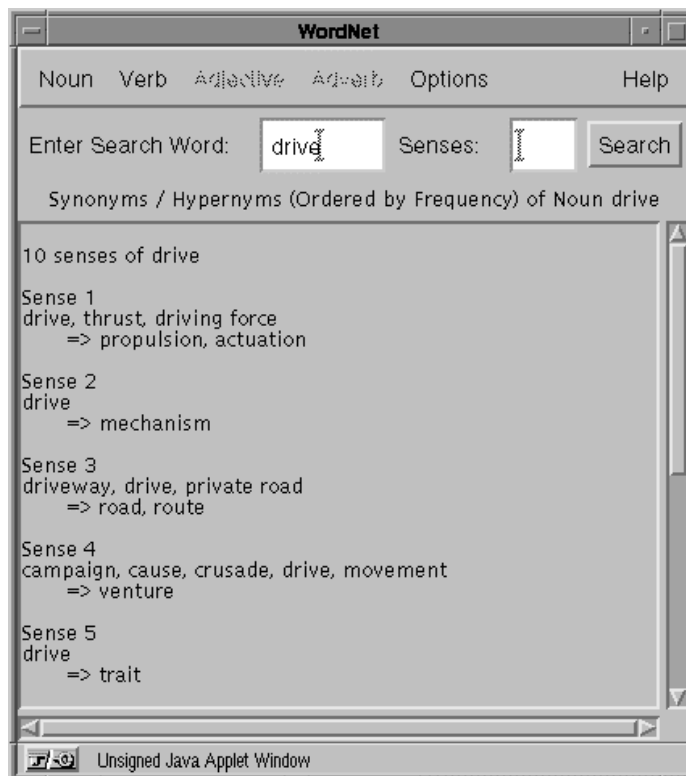 WordNet
Noun Verb Adjective Adverb Options Help
Enter Search Word: drive Senses: Search
Synonyms / Hypernyms (Ordered by Frequency) of Noun drive
10 senses of drive
Sense 1
drive, thrust, driving force
=> propulsion, actuation
Sense 2
drive
=> mechanism
Sense 3
driveway, drive, private road
=> road, route
Sense 4
campaign, cause, crusade, drive, movement
=> venture
Sense 5
drive
=> trait
Unsigned Java Applet Window